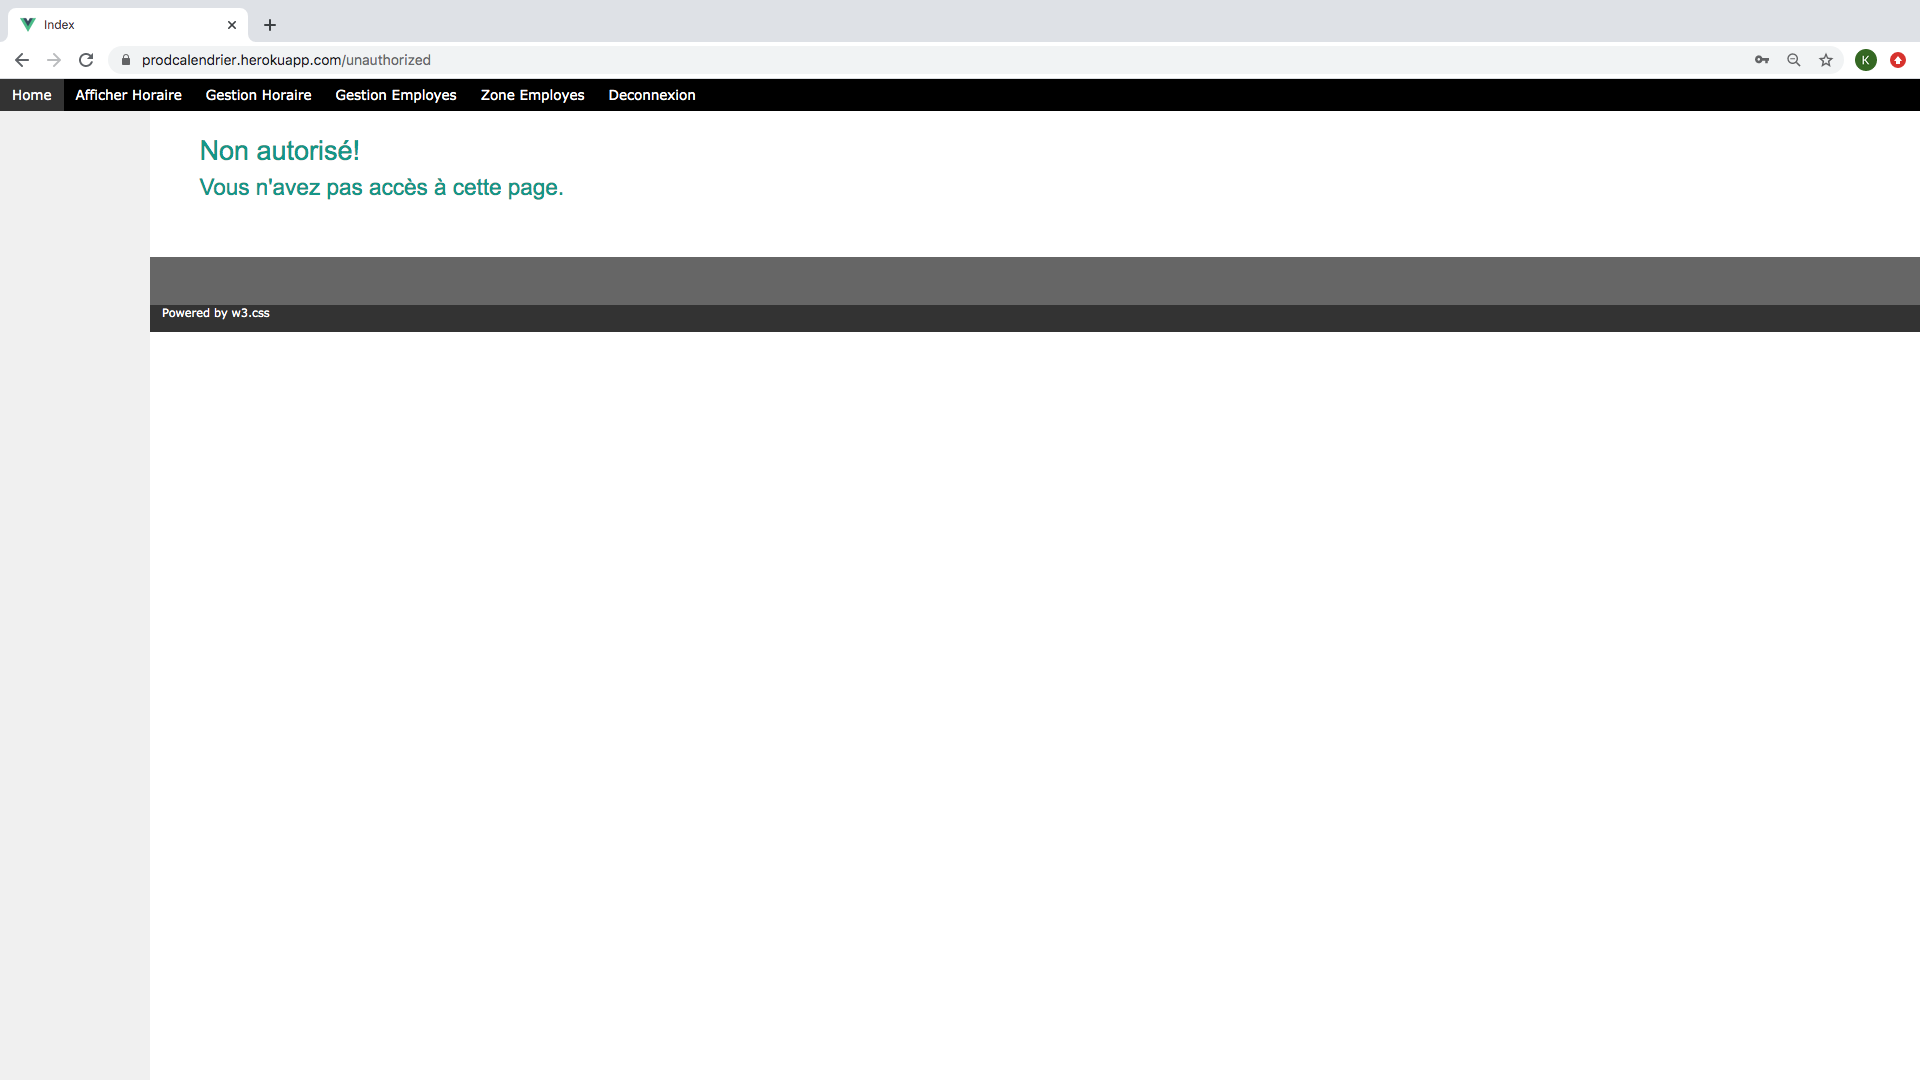 Index
prodcalendrier.herokuapp.com/unauthorized
K
Home Afficher Horaire Gestion Horaire Gestion Employes Zone Employes Deconnexion
Non autorisé!
Vous n'avez pas accès à cette page.
Powered by w3.css